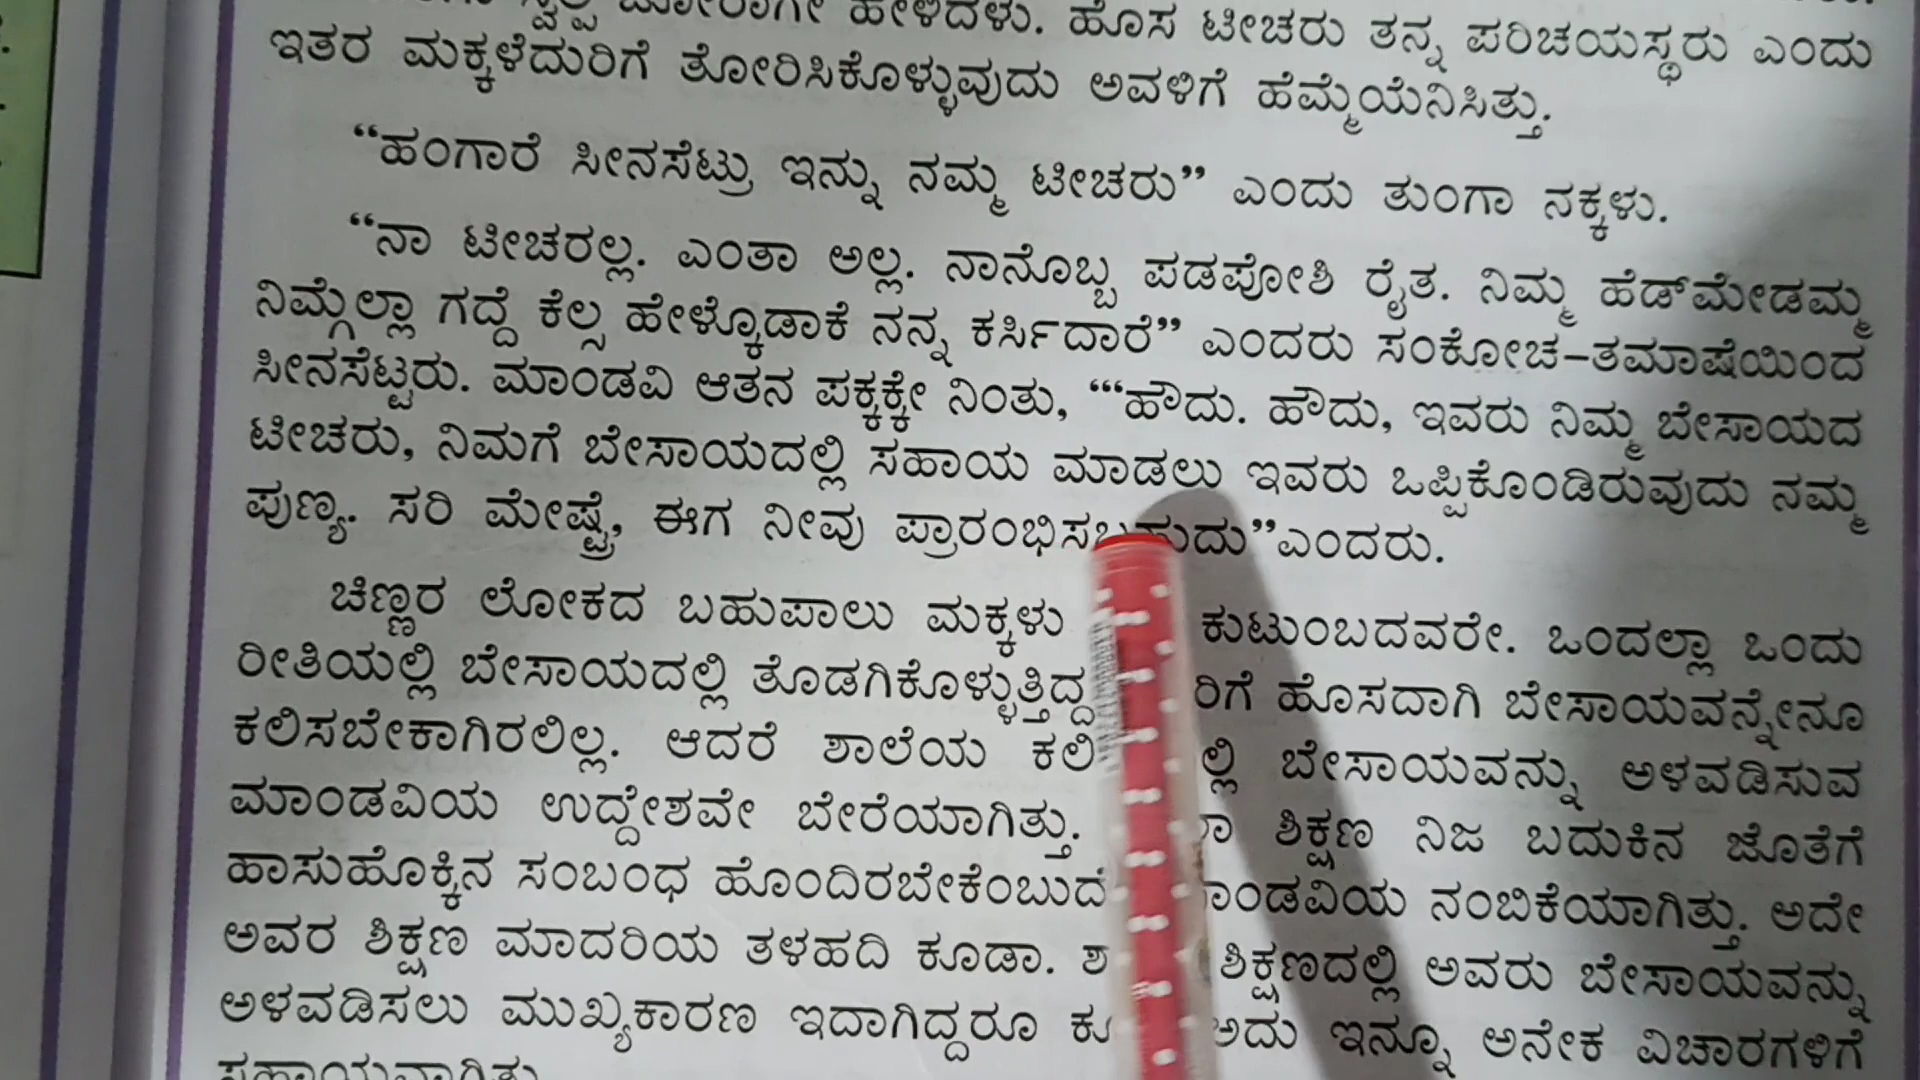 ಹೇಳಿದಳು. ಹೊಸ ಟೀಚರು ತನ್ನ ಪರಿಚಯಸ್ಥರು ಎಂದು
ಇತರ ಮಕ್ಕಳೆದುರಿಗೆ ತೋರಿಸಿಕೊಳ್ಳುವುದು ಅವಳಿಗೆ ಹೆಮ್ಮೆಯೆನಿಸಿತ್ತು.
“ಹಂಗಾರೆ ಸೀನಸೆಟ್ರು ಇನ್ನು ನಮ್ಮ ಟೀಚರು” ಎಂದು ತುಂಗಾ ನಕ್ಕಳು.
“ನಾ ಟೀಚರಲ್ಲ. ಎಂತಾ ಅಲ್ಲ. ನಾನೊಬ್ಬ ಪಡಪೋಶಿ ರೈತ. ನಿಮ್ಮ ಹೆಡ್‌ಮೇಡಮ್ಮ
ನಿಮ್ಗೆಲ್ಲಾ ಗದ್ದೆ ಕೆಲ್ಸ ಹೇಳ್ಕೊಡಾಕೆ ನನ್ನ ಕರ್ಸಿದಾರೆ” ಎಂದರು ಸಂಕೋಚ–ತಮಾಷೆಯಿಂದ
ಸೀನಸೆಟ್ಟರು. ಮಾಂಡವಿ ಆತನ ಪಕ್ಕಕ್ಕೇ ನಿಂತು, “‘ಹೌದು. ಹೌದು, ಇವರು ನಿಮ್ಮ ಬೇಸಾಯದ
ಟೀಚರು, ನಿಮಗೆ ಬೇಸಾಯದಲ್ಲಿ ಸಹಾಯ ಮಾಡಲು ಇವರು ಒಪ್ಪಿಕೊಂಡಿರುವುದು ನಮ್ಮ
ಪುಣ್ಯ. ಸರಿ ಮೇಷ್ಟ್ರೆ, ಈಗ ನೀವು ಪ್ರಾರಂಭಿಸಬಹುದು”ಎಂದರು.
ಚಿಣ್ಣರ ಲೋಕದ ಬಹುಪಾಲು ಮಕ್ಕಳು ಕುಟುಂಬದವರೇ. ಒಂದಲ್ಲಾ ಒಂದು
ರೀತಿಯಲ್ಲಿ ಬೇಸಾಯದಲ್ಲಿ ತೊಡಗಿಕೊಳ್ಳುತ್ತಿದ್ದ ಹೊಸದಾಗಿ ಬೇಸಾಯವನ್ನೇನೂ
ಕಲಿಸಬೇಕಾಗಿರಲಿಲ್ಲ. ಆದರೆ ಶಾಲೆಯ ಬೇಸಾಯವನ್ನು ಅಳವಡಿಸುವ
ಮಾಂಡವಿಯ ಉದ್ದೇಶವೇ ಬೇರೆಯಾಗಿತ್ತು. ಶಿಕ್ಷಣ ನಿಜ ಬದುಕಿನ ಜೊತೆಗೆ
ಹಾಸುಹೊಕ್ಕಿನ ಸಂಬಂಧ ಹೊಂದಿರಬೇಕೆಂಬುದೆ ಮಾಂಡವಿಯ ನಂಬಿಕೆಯಾಗಿತ್ತು. ಅದೇ
ಅವರ ಶಿಕ್ಷಣ ಮಾದರಿಯ ತಳಹದಿ ಕೂಡಾ. ಶಿಕ್ಷಣದಲ್ಲಿ ಅವರು ಬೇಸಾಯವನ್ನು
ಅಳವಡಿಸಲು ಮುಖ್ಯಕಾರಣ ಇದಾಗಿದ್ದರೂ ಅದು ಇನ್ನೂ ಅನೇಕ ವಿಚಾರಗಳಿಗೆ